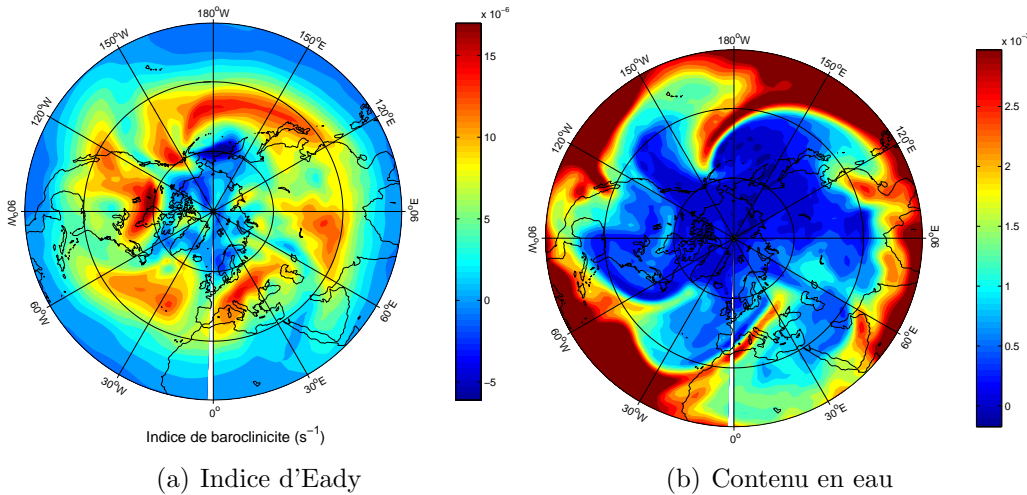 180°W
150°W
150°E
120°W
120°E
90°W
90°E
60°W
60°E
30°W
30°E
0°
x 10⁻⁶
15
10
5
0
−5
Indice de baroclinicite (s⁻¹)
(a) Indice d'Eady
180°W
150°W
150°E
120°W
120°E
90°W
90°E
60°W
60°E
30°W
30°E
0°
x 10⁻
2.5
2
1.5
1
0.5
0
(b) Contenu en eau